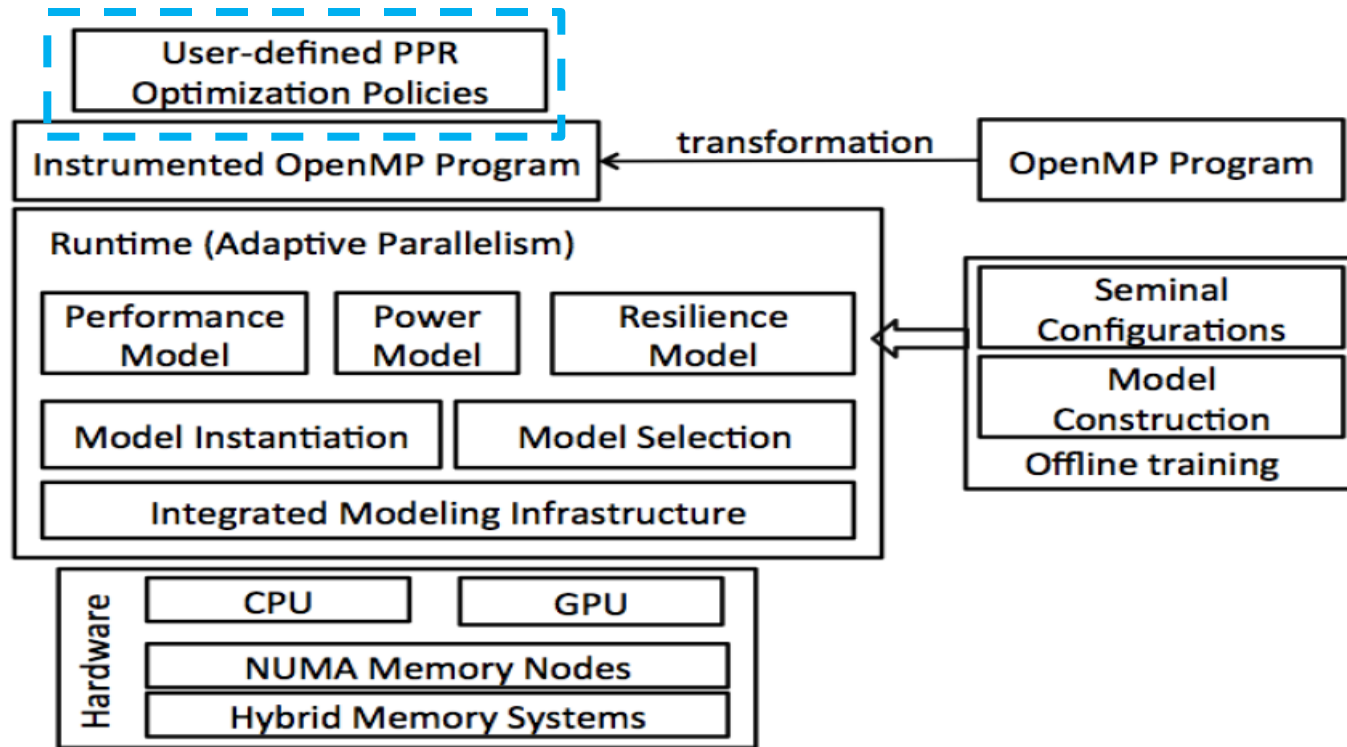 User-defined PPR
Optimization Policies
Instrumented OpenMP Program
transformation
OpenMP Program
Runtime (Adaptive Parallelism)
Performance
Model
Power
Model
Resilience
Model
Seminal
Configurations
Model
Construction
Offline training
Model Instantiation
Model Selection
Integrated Modeling Infrastructure
Hardware
CPU
GPU
NUMA Memory Nodes
Hybrid Memory Systems